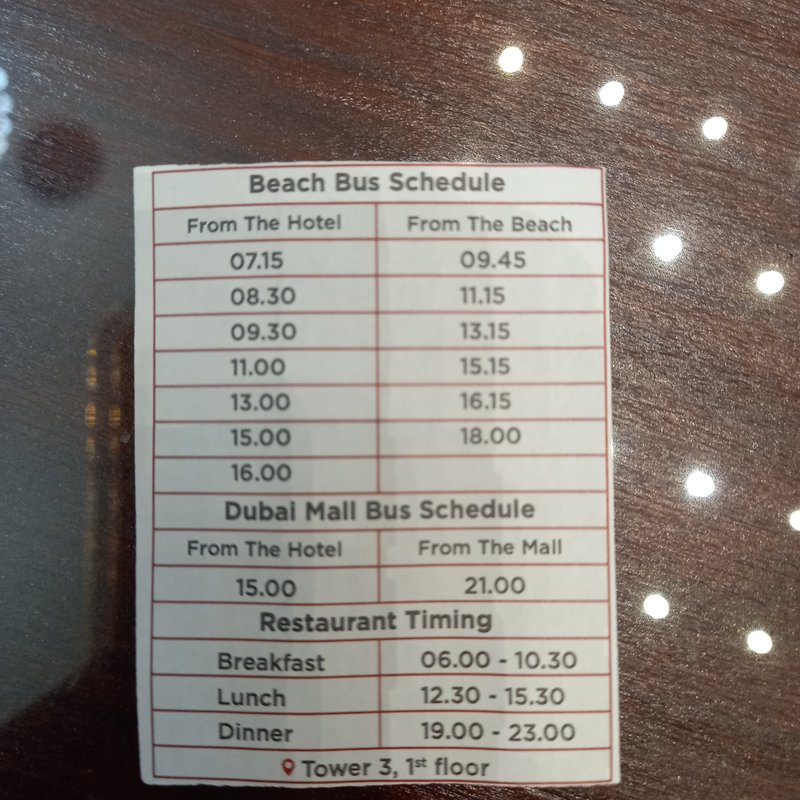 Beach Bus Schedule
From The Hotel From The Beach
07.15 09.45
08.30 11.15
09.30 13.15
11.00 15.15
13.00 16.15
15.00 18.00
16.00
Dubai Mall Bus Schedule
From The Hotel From The Mall
15.00 21.00
Restaurant Timing
Breakfast 06.00 - 10.30
Lunch 12.30 - 15.30
Dinner 19.00 - 23.00
Tower 3, 1st floor